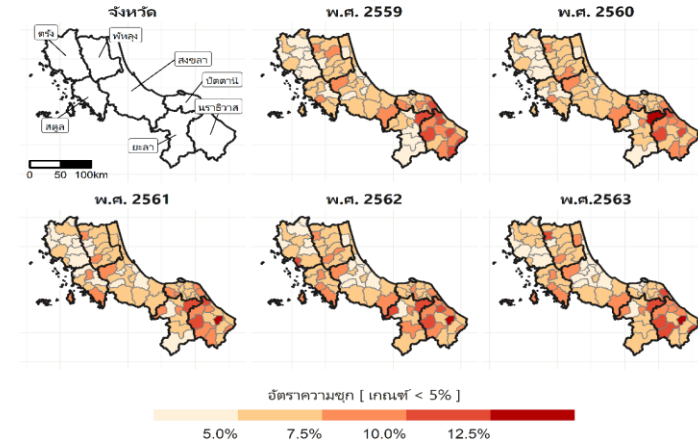 จังหวัด
พ.ศ. 2559
พ.ศ. 2560
ตรัง
พัทลุง
สงขลา
ปัตตานี
นราธิวาส
สตูล
ยะลา
0 50 100km
พ.ศ. 2561
พ.ศ. 2562
พ.ศ.2563
อัตราความชุก [ เกณฑ์ < 5% ]
5.0% 7.5% 10.0% 12.5%